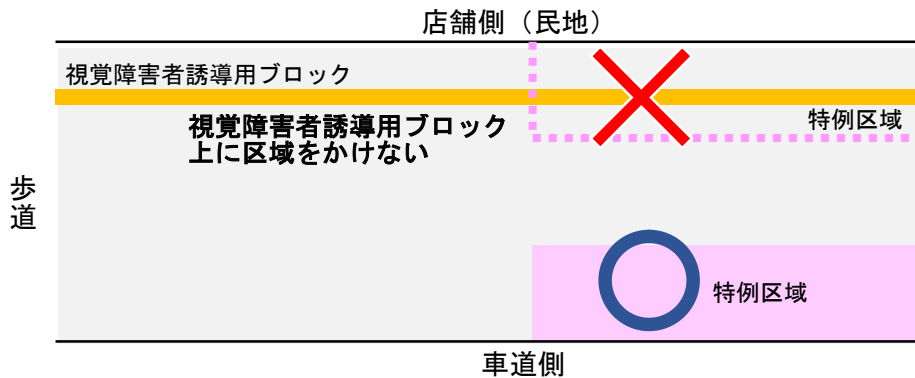 店舗側（民地）
視覚障害者誘導用ブロック
特例区域
視覚障害者誘導用ブロック
上に区域をかけない
歩道
特例区域
車道側